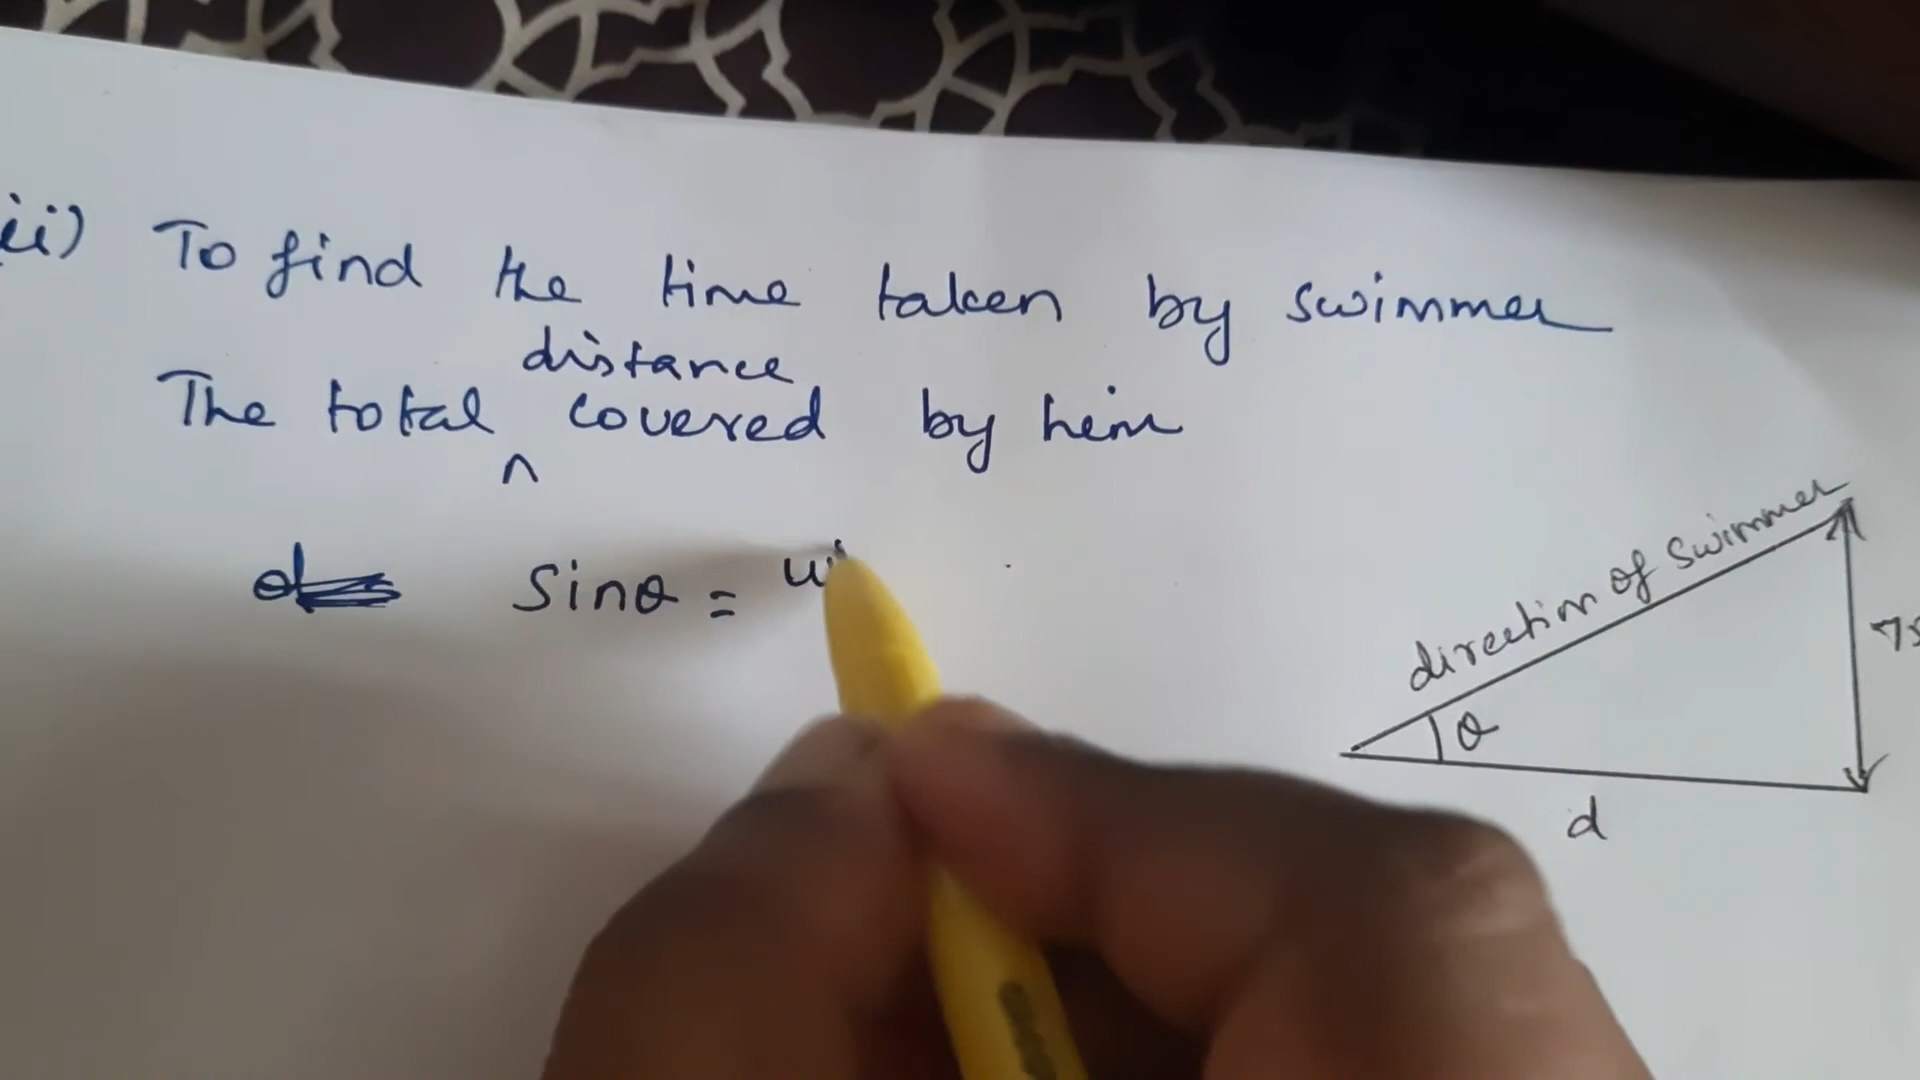 ii) To find the time taken by swimmer
distance
The total ^ covered by him
Sinθ =
direction of swimmer
θ
d